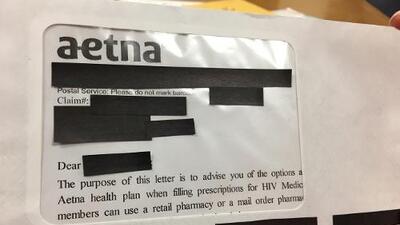 aetna
Postal Service: Please do not mark
Claim#:
Dear
The purpose of this letter is to advise you of the options a
Aetna health plan when filling prescriptions for HIV Medic
members can use a retail pharmacy or a mail order pharma